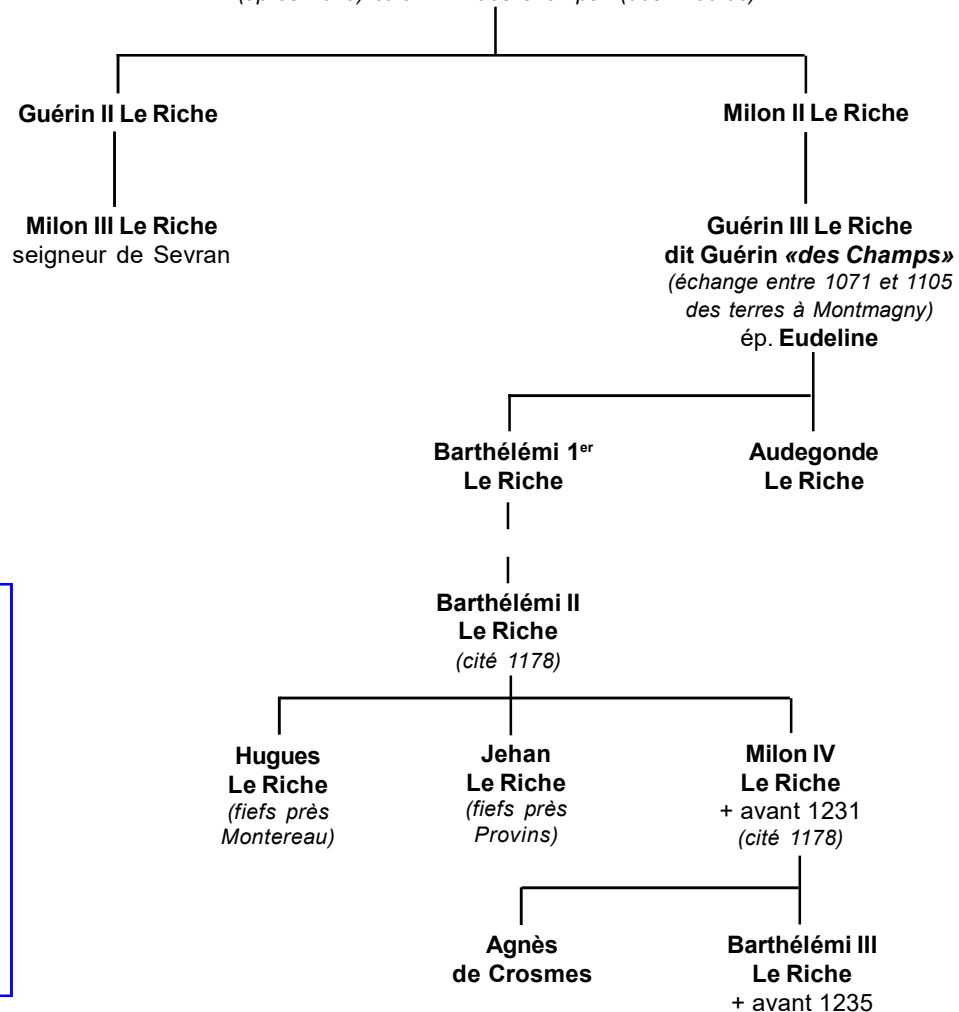 Guérin II Le Riche
Milon II Le Riche
Milon III Le Riche
seigneur de Sevran
Guérin III Le Riche
dit Guérin «des Champs»
(échange entre 1071 et 1105
des terres à Montmagny)
ép. Eudeline
Barthélémi 1er
Le Riche
Audegonde
Le Riche
Barthélémi II
Le Riche
(cité 1178)
Hugues
Le Riche
(fiefs près
Montereau)
Jehan
Le Riche
(fiefs près
Provins)
Milon IV
Le Riche
+ avant 1231
(cité 1178)
Agnès
de Crosmes
Barthélémi III
Le Riche
+ avant 1235